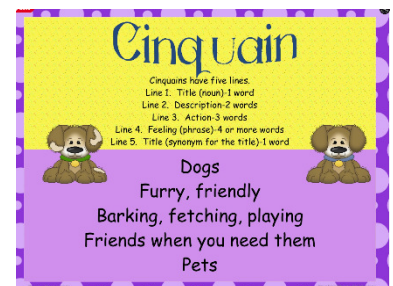 Cinquain
Cinquains have five lines.
Line 1. Title (noun)-1 word
Line 2. Description-2 words
Line 3. Action-3 words
Line 4. Feeling (phrase)-4 or more words
Line 5. Title (synonym for the title)-1 word
Dogs
Furry, friendly
Barking, fetching, playing
Friends when you need them
Pets